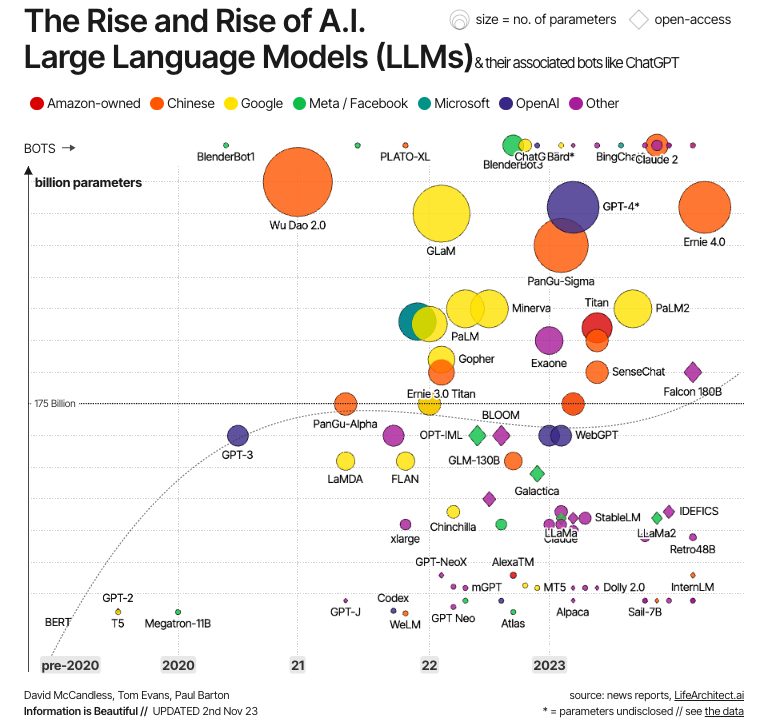 The Rise and Rise of A.I.
size = no. of parameters
open-access
Large Language Models (LLMs) & their associated bots like ChatGPT
Amazon-owned Chinese Google Meta / Facebook Microsoft OpenAI Other
BOTS →
BlenderBot1
PLATO-XL
BlenderBot3
ChatG
Bard*
BingChat
Claude 2
billion parameters
Wu Dao 2.0
GLaM
GPT-4*
Ernie 4.0
PanGu-Sigma
Minerva
Titan
PaLM2
PaLM
Gopher
Exaone
SenseChat
Ernie 3.0 Titan
Falcon 180B
175 Billion
PanGu-Alpha
BLOOM
OPT-IML
WebGPT
GPT-3
LaMDA
FLAN
GLM-130B
Galactica
Chinchilla
xlarge
StableLM
IDEFICS
LLaMa
Claude
LLaMa2
Retro48B
GPT-NeoX
AlexaTM
mGPT
MT5
Dolly 2.0
InternLM
GPT-2
T5
BERT
Megatron-11B
GPT-J
Codex
WeLM
GPT Neo
Atlas
Alpaca
Sail-7B
pre-2020 2020 21 22 2023
David McCandless, Tom Evans, Paul Barton
Information is Beautiful // UPDATED 2nd Nov 23
source: news reports, LifeArchitect.ai
* = parameters undisclosed // see the data